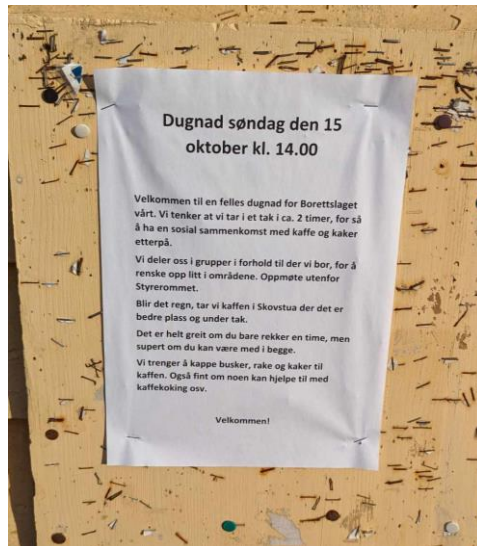 Dugnad søndag den 15
oktober kl. 14.00
Velkommen til en felles dugnad for Borettslaget
vårt. Vi tenker at vi tar i et tak i ca. 2 timer, for så
å ha en sosial sammenkomst med kaffe og kaker
etterpå.
Vi deler oss i grupper i forhold til der vi bor, for å
renske opp litt i områdene. Oppmøte utenfor
Styrerommet.
Blir det regn, tar vi kaffen i Skovstua der det er
bedre plass og under tak.
Det er helt greit om du bare rekker en time, men
supert om du kan være med i begge.
Vi trenger å kappe busker, rake og kaker til
kaffen. Også fint om noen kan hjelpe til med
kaffekoking osv.
Velkommen!